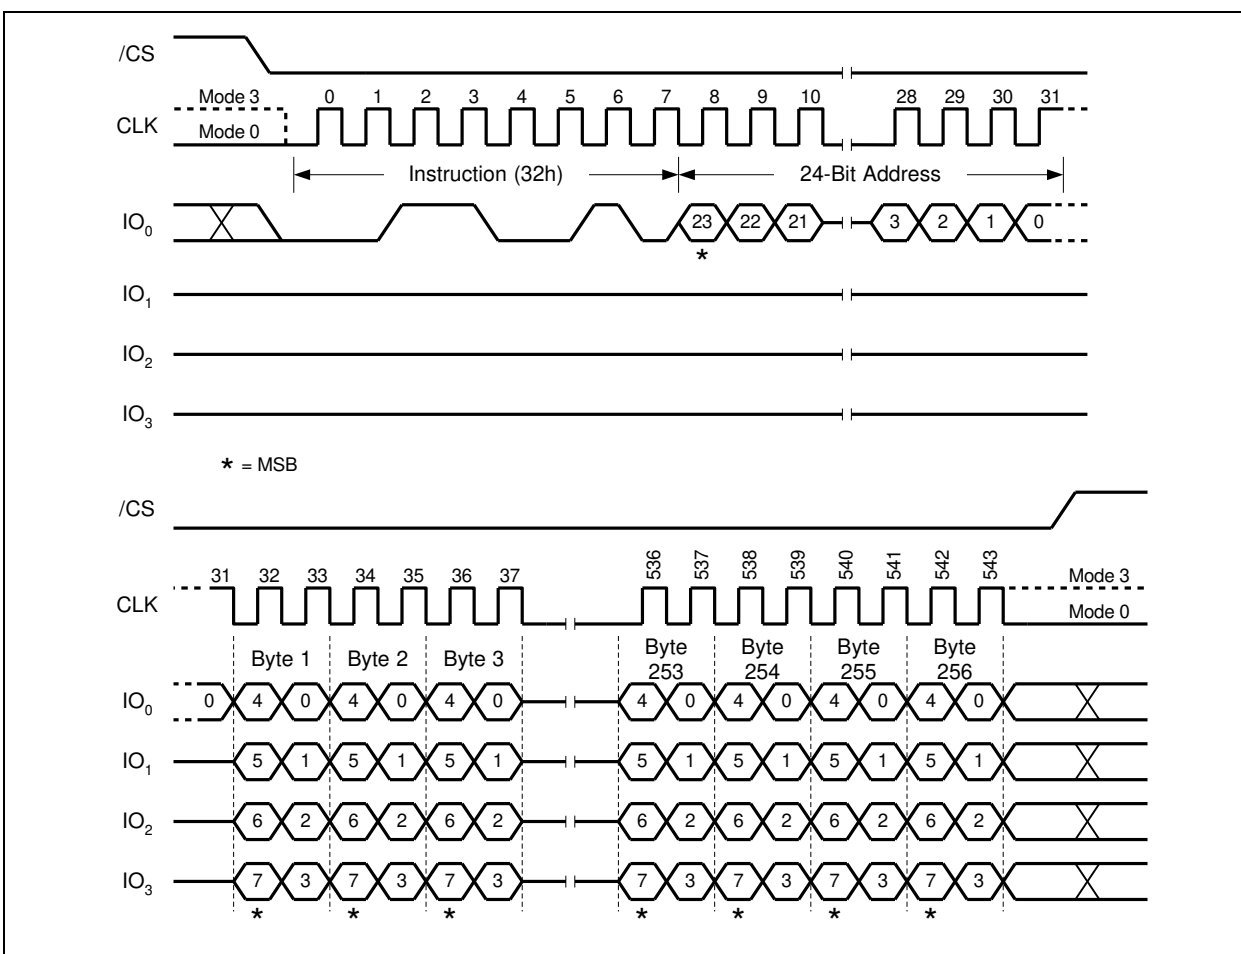 /CS
Mode 3 0 1 2 3 4 5 6 7 8 9 10 28 29 30 31
CLK
Mode 0
Instruction (32h) 24-Bit Address
IO0 23 22 21 3 2 1 0
*
IO1
IO2
IO3
* = MSB
/CS
31 32 33 34 35 36 37 536 537 538 539 540 541 542 543 Mode 3
CLK
Mode 0
Byte 1 Byte 2 Byte 3 Byte 253 Byte 254 Byte 255 Byte 256
IO0 0 4 0 4 0 4 0 4 0 4 0 4 0 4 0
IO1 5 1 5 1 5 1 5 1 5 1 5 1 5 1
IO2 6 2 6 2 6 2 6 2 6 2 6 2 6 2
IO3 7 3 7 3 7 3 7 3 7 3 7 3 7 3
* * * * * * *